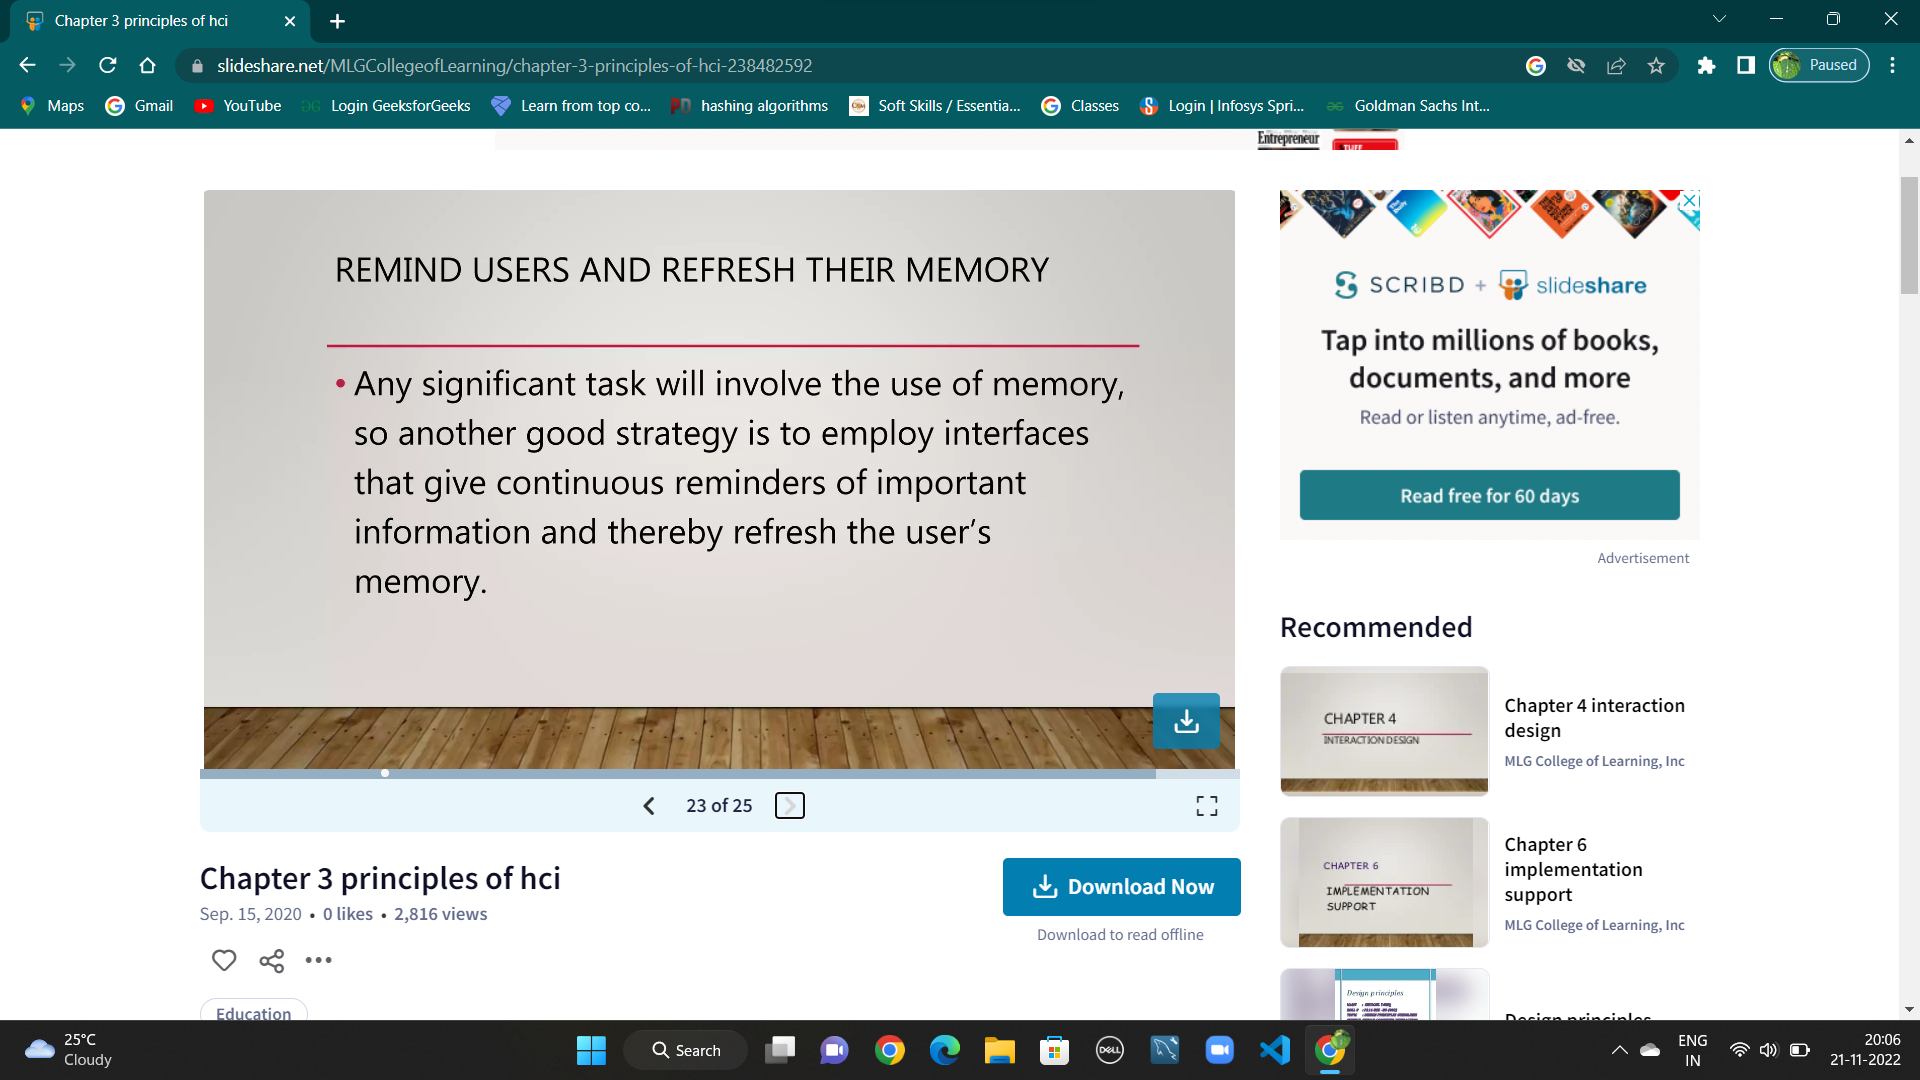 Chapter 3 principles of hci
slideshare.net/MLGCollegeofLearning/chapter-3-principles-of-hci-238482592
Paused
Maps
Gmail
YouTube
Login GeeksforGeeks
Learn from top co...
hashing algorithms
Soft Skills / Essentia...
Classes
Login | Infosys Spri...
Goldman Sachs Int...
Entrepreneur
REMIND USERS AND REFRESH THEIR MEMORY
• Any significant task will involve the use of memory,
so another good strategy is to employ interfaces
that give continuous reminders of important
information and thereby refresh the user's
memory.
23 of 25
Chapter 3 principles of hci
Sep. 15, 2020 • 0 likes • 2,816 views
Download Now
Download to read offline
Education
SCRIBD + slideshare
Tap into millions of books,
documents, and more
Read or listen anytime, ad-free.
Read free for 60 days
Advertisement
Recommended
CHAPTER 4
INTERACTION DESIGN
Chapter 4 interaction
design
MLG College of Learning, Inc
CHAPTER 6
IMPLEMENTATION
SUPPORT
Chapter 6
implementation
support
MLG College of Learning, Inc
Design principles
Design principles
25°C
Cloudy
Search
DELL
ENG
IN
20:06
21-11-2022